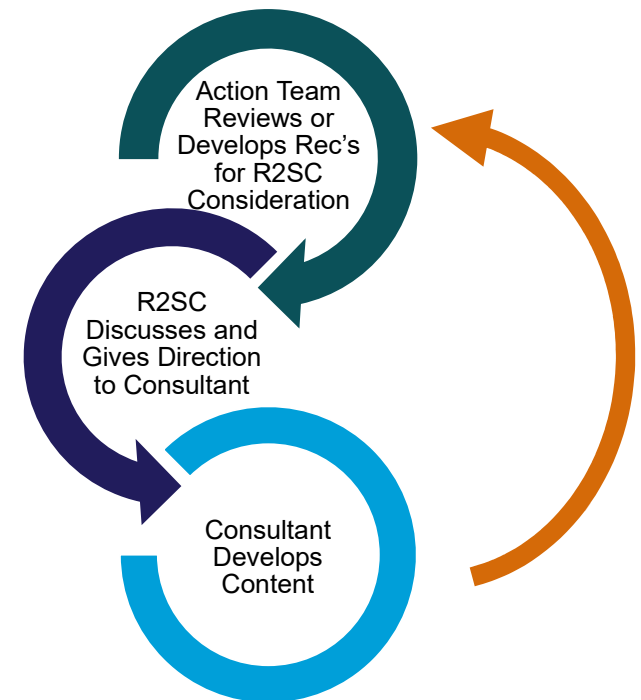 Action Team
Reviews or
Develops Rec’s
for R2SC
Consideration
R2SC
Discusses and
Gives Direction
to Consultant
Consultant
Develops
Content